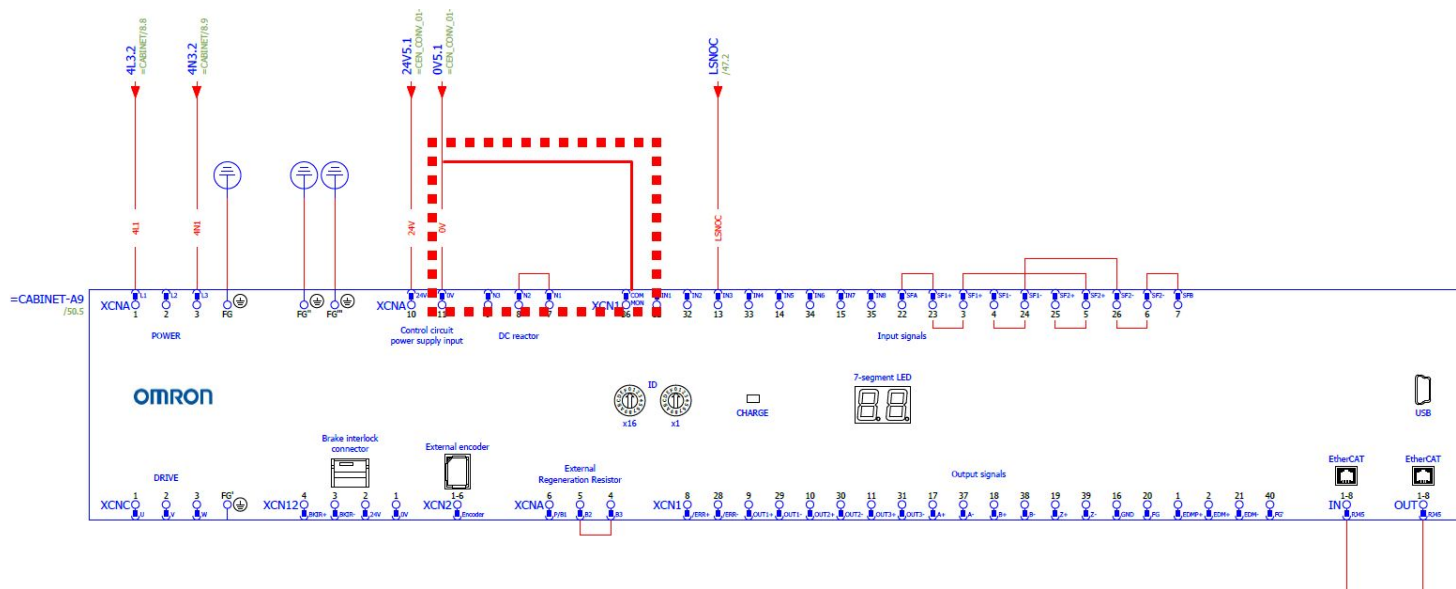 4L3.2
=CABINET/8.8
4N3.2
=CABINET/8.9
24V5.1
=CEN_CONV_01-
0V5.1
=CEN_CONV_01-
LSNOC
/47.2
4L1
4N1
24V
0V
LSNOC
=CABINET-A9
/50.5
XCNA
L1 L2 L3
1 2 3 FG
FG" FG"'
XCNA
24V 0V N3 N2 N1
10 11 8 7
XCN1
COM MON IN1 IN2 IN3 IN4 IN5 IN6 IN7 IN8 SFA SF1+ SF1+ SF1- SF1- SF2+ SF2+ SF2- SF2- SFB
36 32 13 33 14 34 15 35 22 23 3 4 24 25 5 26 6 7
POWER
Control circuit
power supply input
DC reactor
Input signals
OMRON
ID
x16
x1
CHARGE
7-segment LED
8.8.
USB
Brake interlock
connector
External encoder
External
Regeneration Resistor
Output signals
EtherCAT
EtherCAT
DRIVE
XCNC
1 2 3 FG'
U V W
XCN12
4 3 2 1
BKIR+ BKIR- 24V 0V
XCN2
1-6
Encoder
XCNA
6 5 4
P/B1 B2 B3
XCN1
8 28 9 29 10 30 11 31 17 37 18 38 19 39 16 20 1 2 21 40
/ERR+ /ERR- OUT1+ OUT1- OUT2+ OUT2- OUT3+ OUT3- A+ A- B+ B- Z+ Z- GND FG EDMP+ EDM+ EDM- FG'
IN
1-8
RJ45
OUT
1-8
RJ45